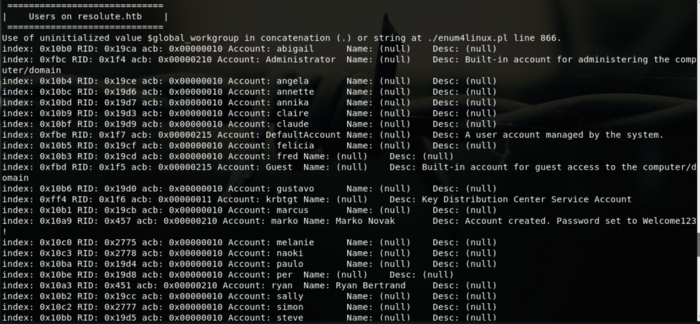 ==============================
|    Users on resolute.htb    |
==============================
Use of uninitialized value $global_workgroup in concatenation (.) or string at ./enum4linux.pl line 866.
index: 0x10b0 RID: 0x19ca acb: 0x00000010 Account: abigail	Name: (null)	Desc: (null)
index: 0xfbc RID: 0x1f4 acb: 0x00000210 Account: Administrator	Name: (null)	Desc: Built-in account for administering the comp
uter/domain
index: 0x10b4 RID: 0x19ce acb: 0x00000010 Account: angela	Name: (null)	Desc: (null)
index: 0x10bc RID: 0x19d6 acb: 0x00000010 Account: annette	Name: (null)	Desc: (null)
index: 0x10bd RID: 0x19d7 acb: 0x00000010 Account: annika	Name: (null)	Desc: (null)
index: 0x10b9 RID: 0x19d3 acb: 0x00000010 Account: claire	Name: (null)	Desc: (null)
index: 0x10bf RID: 0x19d9 acb: 0x00000010 Account: claude	Name: (null)	Desc: (null)
index: 0xfbe RID: 0x1f7 acb: 0x00000215 Account: DefaultAccount	Name: (null)	Desc: A user account managed by the system.
index: 0x10b5 RID: 0x19cf acb: 0x00000010 Account: felicia	Name: (null)	Desc: (null)
index: 0x10b3 RID: 0x19cd acb: 0x00000010 Account: fred	Name: (null)	Desc: (null)
index: 0xfbd RID: 0x1f5 acb: 0x00000215 Account: Guest	Name: (null)	Desc: Built-in account for guest access to the computer/d
omain
index: 0x10b6 RID: 0x19d0 acb: 0x00000010 Account: gustavo	Name: (null)	Desc: (null)
index: 0xff4 RID: 0x1f6 acb: 0x00000011 Account: krbtgt	Name: (null)	Desc: Key Distribution Center Service Account
index: 0x10b1 RID: 0x19cb acb: 0x00000010 Account: marcus	Name: (null)	Desc: (null)
index: 0x10a9 RID: 0x457 acb: 0x00000210 Account: marko	Name: Marko Novak	Desc: Account created. Password set to Welcome123
!
index: 0x10c0 RID: 0x2775 acb: 0x00000010 Account: melanie	Name: (null)	Desc: (null)
index: 0x10c3 RID: 0x2778 acb: 0x00000010 Account: naoki	Name: (null)	Desc: (null)
index: 0x10ba RID: 0x19d4 acb: 0x00000010 Account: paulo	Name: (null)	Desc: (null)
index: 0x10be RID: 0x19d8 acb: 0x00000010 Account: per	Name: (null)	Desc: (null)
index: 0x10a3 RID: 0x451 acb: 0x00000210 Account: ryan	Name: Ryan Bertrand	Desc: (null)
index: 0x10b2 RID: 0x19cc acb: 0x00000010 Account: sally	Name: (null)	Desc: (null)
index: 0x10c2 RID: 0x2777 acb: 0x00000010 Account: simon	Name: (null)	Desc: (null)
index: 0x10bb RID: 0x19d5 acb: 0x00000010 Account: steve	Name: (null)	Desc: (null)